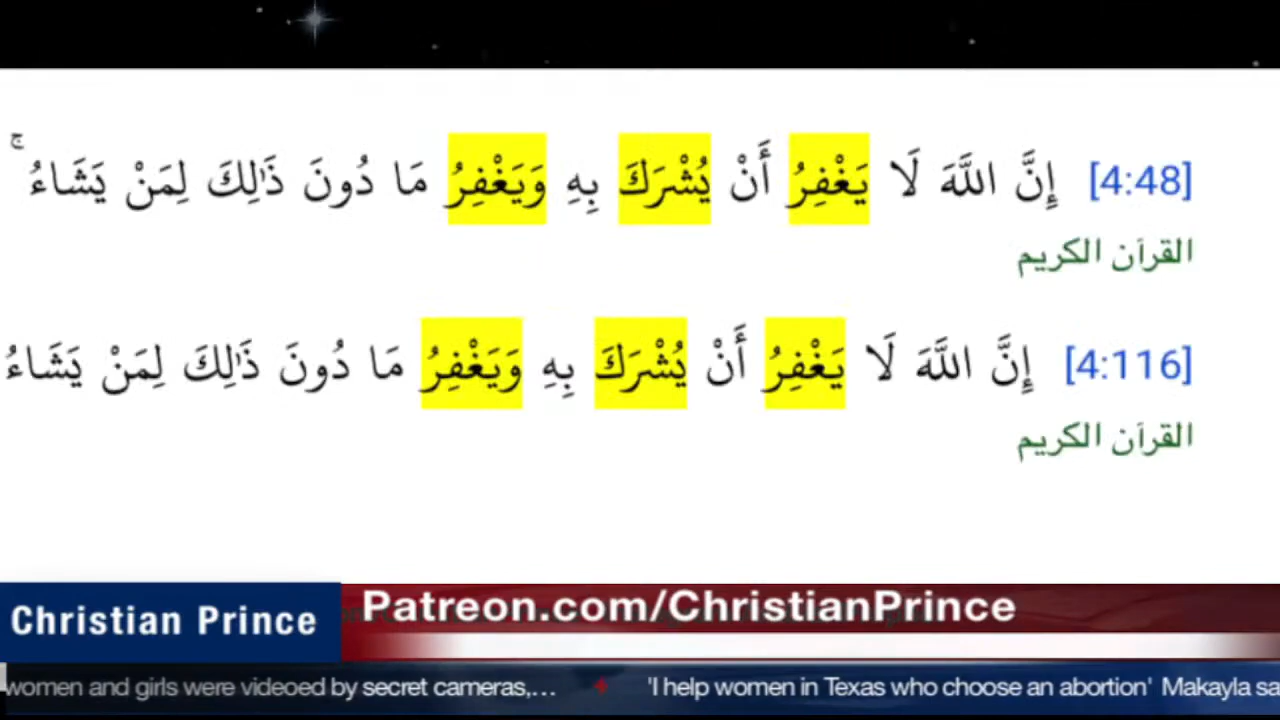 [4:48] إِنَّ اللَّهَ لَا يَغْفِرُ أَنْ يُشْرَكَ بِهِ وَيَغْفِرُ مَا دُونَ ذَٰلِكَ لِمَنْ يَشَاءُ ۚ
القرآن الكريم
[4:116] إِنَّ اللَّهَ لَا يَغْفِرُ أَنْ يُشْرَكَ بِهِ وَيَغْفِرُ مَا دُونَ ذَٰلِكَ لِمَنْ يَشَاءُ
القرآن الكريم
Patreon.com/ChristianPrince
Christian Prince
women and girls were videoed by secret cameras,... 'I help women in Texas who choose an abortion' Makayla sa